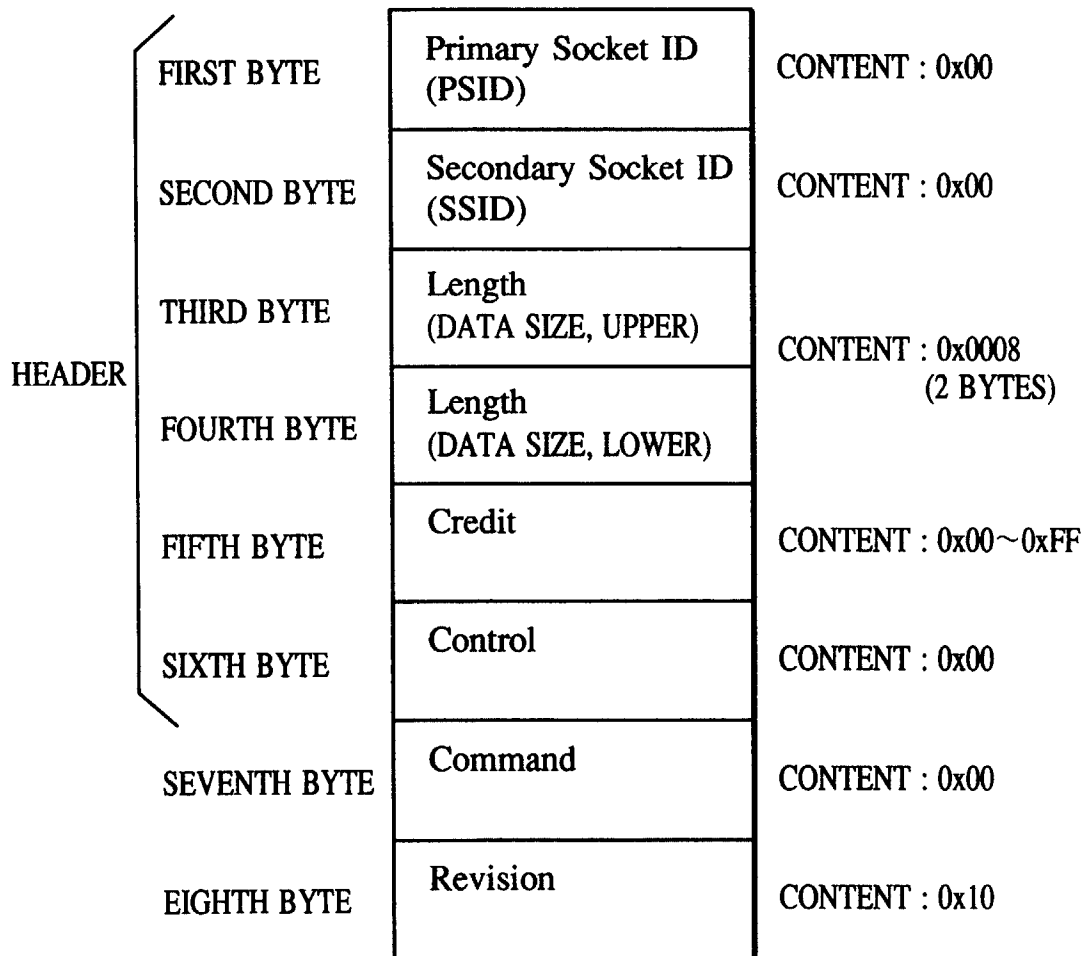 FIRST BYTE
Primary Socket ID
(PSID)
CONTENT : 0x00
SECOND BYTE
Secondary Socket ID
(SSID)
CONTENT : 0x00
THIRD BYTE
Length
(DATA SIZE, UPPER)
CONTENT : 0x0008
(2 BYTES)
HEADER
FOURTH BYTE
Length
(DATA SIZE, LOWER)
FIFTH BYTE
Credit
CONTENT : 0x00~0xFF
SIXTH BYTE
Control
CONTENT : 0x00
SEVENTH BYTE
Command
CONTENT : 0x00
EIGHTH BYTE
Revision
CONTENT : 0x10